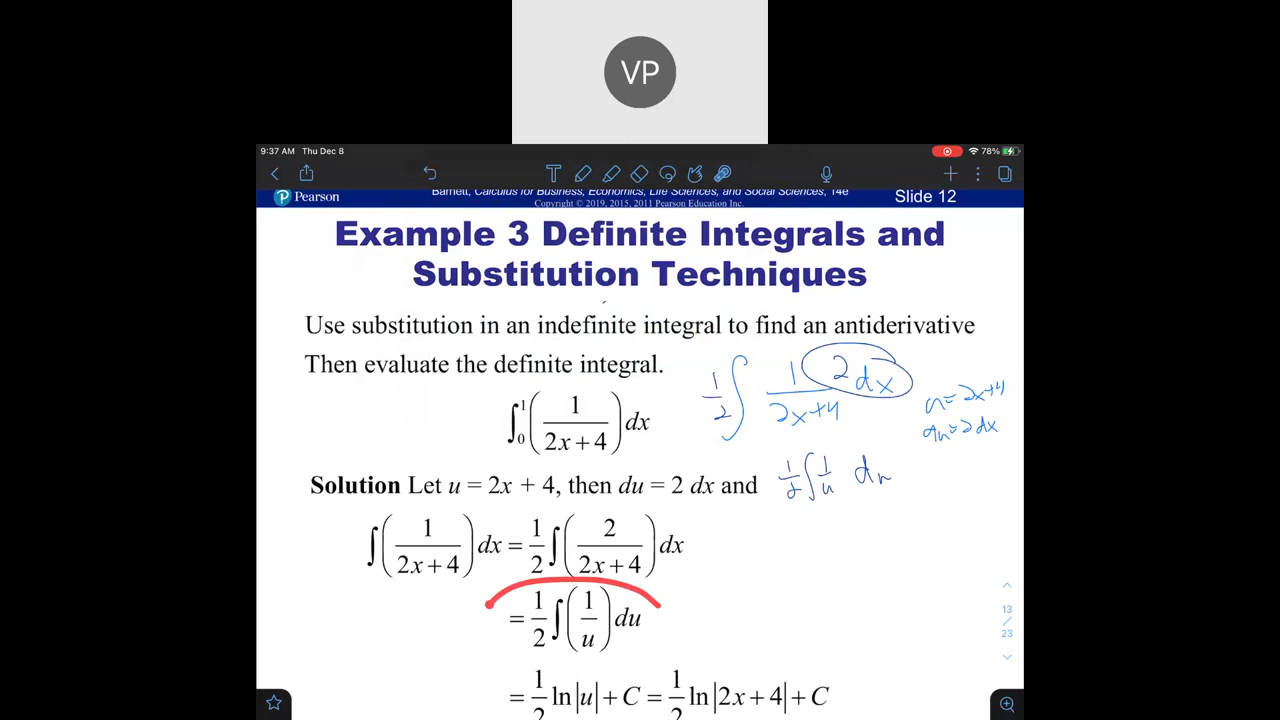 VP
9:37 AM Thu Dec 8
78%
Pearson
Barnett, Calculus for Business, Economics, Life Sciences, and Social Sciences, 14e
Copyright © 2019, 2015, 2011 Pearson Education Inc.
Slide 12
Example 3 Definite Integrals and
Substitution Techniques
Use substitution in an indefinite integral to find an antiderivative
Then evaluate the definite integral.
∫₀¹ (1/(2x + 4)) dx
1/2 ∫ 1/(2x+4) 2 dx
u = 2x+4
du = 2 dx
Solution Let u = 2x + 4, then du = 2 dx and
1/2 ∫ 1/u du
∫ (1/(2x + 4)) dx = 1/2 ∫ (2/(2x + 4)) dx
= 1/2 ∫ (1/u) du
= 1/2 ln|u| + C = 1/2 ln|2x + 4| + C
13
/
23